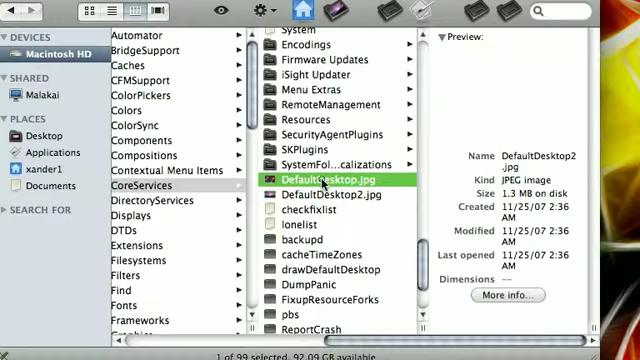 DEVICES
Macintosh HD
SHARED
Malakai
PLACES
Desktop
Applications
xander1
Documents
SEARCH FOR
Automator
BridgeSupport
Caches
CFMSupport
ColorPickers
Colors
ColorSync
Components
Compositions
Contextual Menu Items
CoreServices
DirectoryServices
Displays
DTDs
Extensions
Filesystems
Filters
Find
Fonts
Frameworks
System
Encodings
Firmware Updates
iSight Updater
Menu Extras
RemoteManagement
Resources
SecurityAgentPlugins
SKPlugins
SystemFol...calizations
DefaultDesktop.jpg
DefaultDesktop2.jpg
checkfixlist
lonelist
backupd
cacheTimeZones
drawDefaultDesktop
DumpPanic
FixupResourceForks
pbs
ReportCrash
Preview:
Name DefaultDesktop2
.jpg
Kind JPEG image
Size 1.3 MB on disk
Created 11/25/07 2:36
AM
Modified 11/25/07 2:36
AM
Last opened 11/25/07 2:36
AM
Dimensions --
More info...
1 of 99 selected, 92.09 GB available